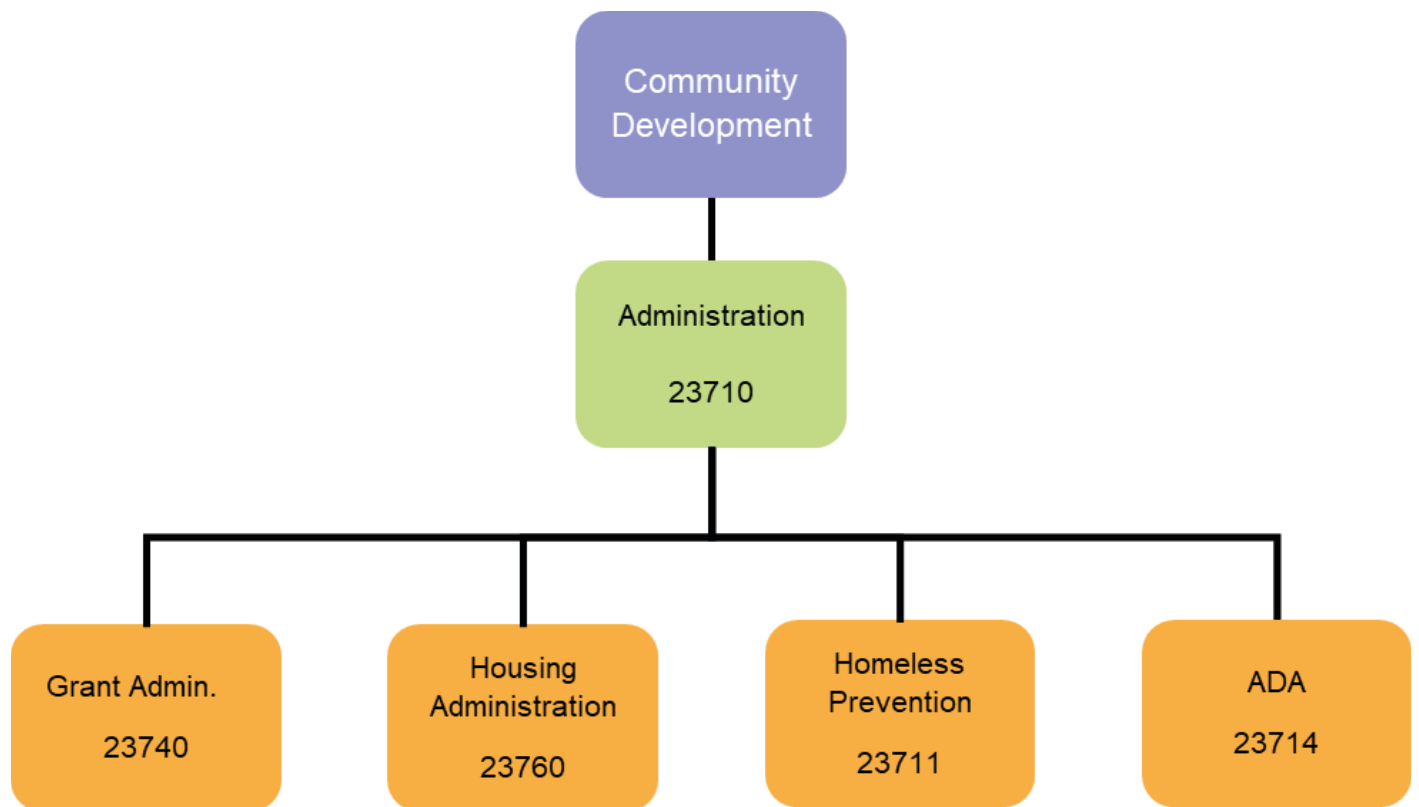 Community
Development
Administration
23710
Grant Admin.
23740
Housing
Administration
23760
Homeless
Prevention
23711
ADA
23714